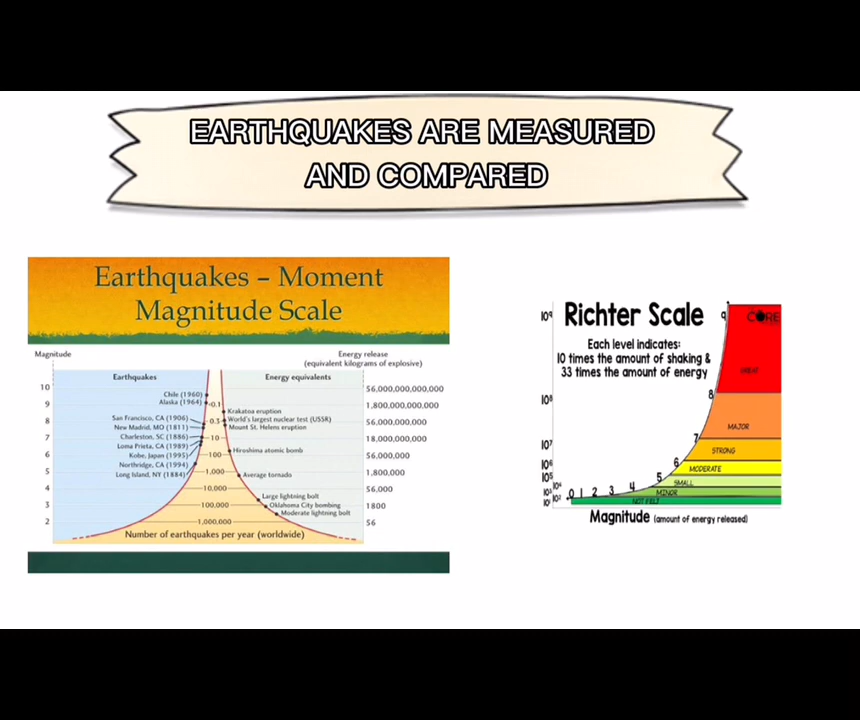 EARTHQUAKES ARE MEASURED
AND COMPARED
Earthquakes – Moment
Magnitude Scale
Magnitude
Energy release
(equivalent kilograms of explosive)
Earthquakes
Energy equivalents
10
9
8
7
6
5
4
3
2
Chile (1960)
Alaska (1964)
San Francisco, CA (1906)
New Madrid, MO (1811)
Charleston, SC (1886)
Loma Prieta, CA (1989)
Kobe, Japan (1995)
Northridge, CA (1994)
Long Island, NY (1884)
0.1
0.3
10
100
1,000
10,000
100,000
1,000,000
Krakatoa eruption
World's largest nuclear test (USSR)
Mount St. Helens eruption
Hiroshima atomic bomb
Average tornado
Large lightning bolt
Oklahoma City bombing
Moderate lightning bolt
56,000,000,000,000
1,800,000,000,000
56,000,000,000
18,000,000,000
56,000,000
1,800,000
56,000
1800
56
Number of earthquakes per year (worldwide)
Richter Scale
Each level indicates:
10 times the amount of shaking &
33 times the amount of energy
10⁹
10⁸
10⁷
10⁶
10⁵
10⁴
10³
10²
10¹
0
1
2
3
4
5
6
7
8
9
CORE
GREAT
MAJOR
STRONG
MODERATE
SMALL
MINOR
NOT FELT
Magnitude (amount of energy released)